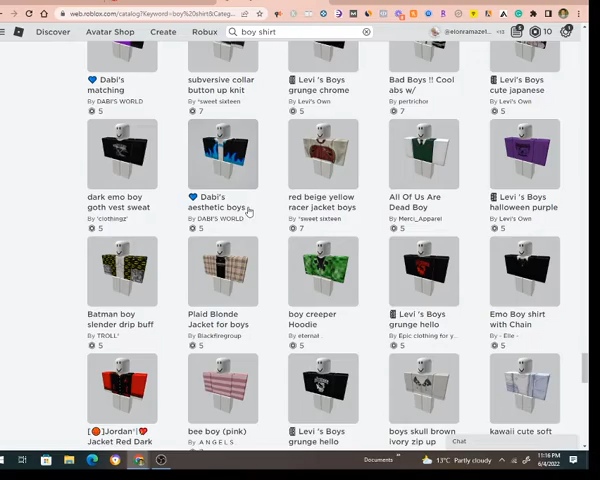 web.roblox.com/catalog?Keyword=boy%20shirt&Categ...
Discover
Avatar Shop
Create
Robux
boy shirt
@eionramazel...
+13
10
Dabi's matching
By DABI'S WORLD
5
subversive collar
button up knit
By *sweet sixteen
7
Levi 's Boys
grunge chrome
By Levi's Own
5
Bad Boys !! Cool
abs w/
By pertrichor
7
Levi 's Boys
cute japanese
By Levi's Own
5
dark emo boy
goth vest sweat
By 'clothingz'
5
Dabi's
aesthetic boys
By DABI'S WORLD
5
red beige yellow
racer jacket boys
By *sweet sixteen
7
All Of Us Are
Dead Boy
By Merci_Apparel
5
Levi 's Boys
halloween purple
By Levi's Own
5
Batman boy
slender drip buff
By TROLL'
5
Plaid Blonde
Jacket for boys
By Blackfiregroup
5
boy creeper
Hoodie
By eternal .
5
Levi 's Boys
grunge hello
By Epic clothing for y...
5
Emo Boy shirt
with Chain
By - Elle -
5
[🏀]Jordan⁺|
Jacket Red Dark
bee boy (pink)
By A N G E L S
Levi 's Boys
grunge hello
boys skull brown
ivory zip up
kawaii cute soft
Chat
Documents
13°C Partly cloudy
11:16 PM
6/4/2022